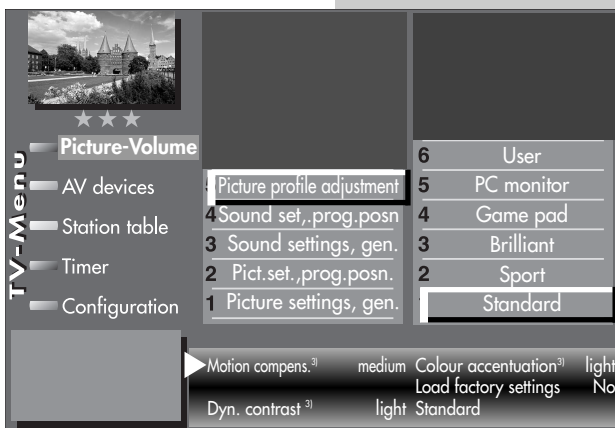 TV-Menu
Picture-Volume
AV devices
Station table
Timer
Configuration
5 Picture profile adjustment
4 Sound set,.prog.posn
3 Sound settings, gen.
2 Pict.set.,prog.posn.
1 Picture settings, gen.
6 User
5 PC monitor
4 Game pad
3 Brilliant
2 Sport
Standard
Motion compens.3) medium Colour accentuation3) light
Load factory settings No
Dyn. contrast 3) light Standard